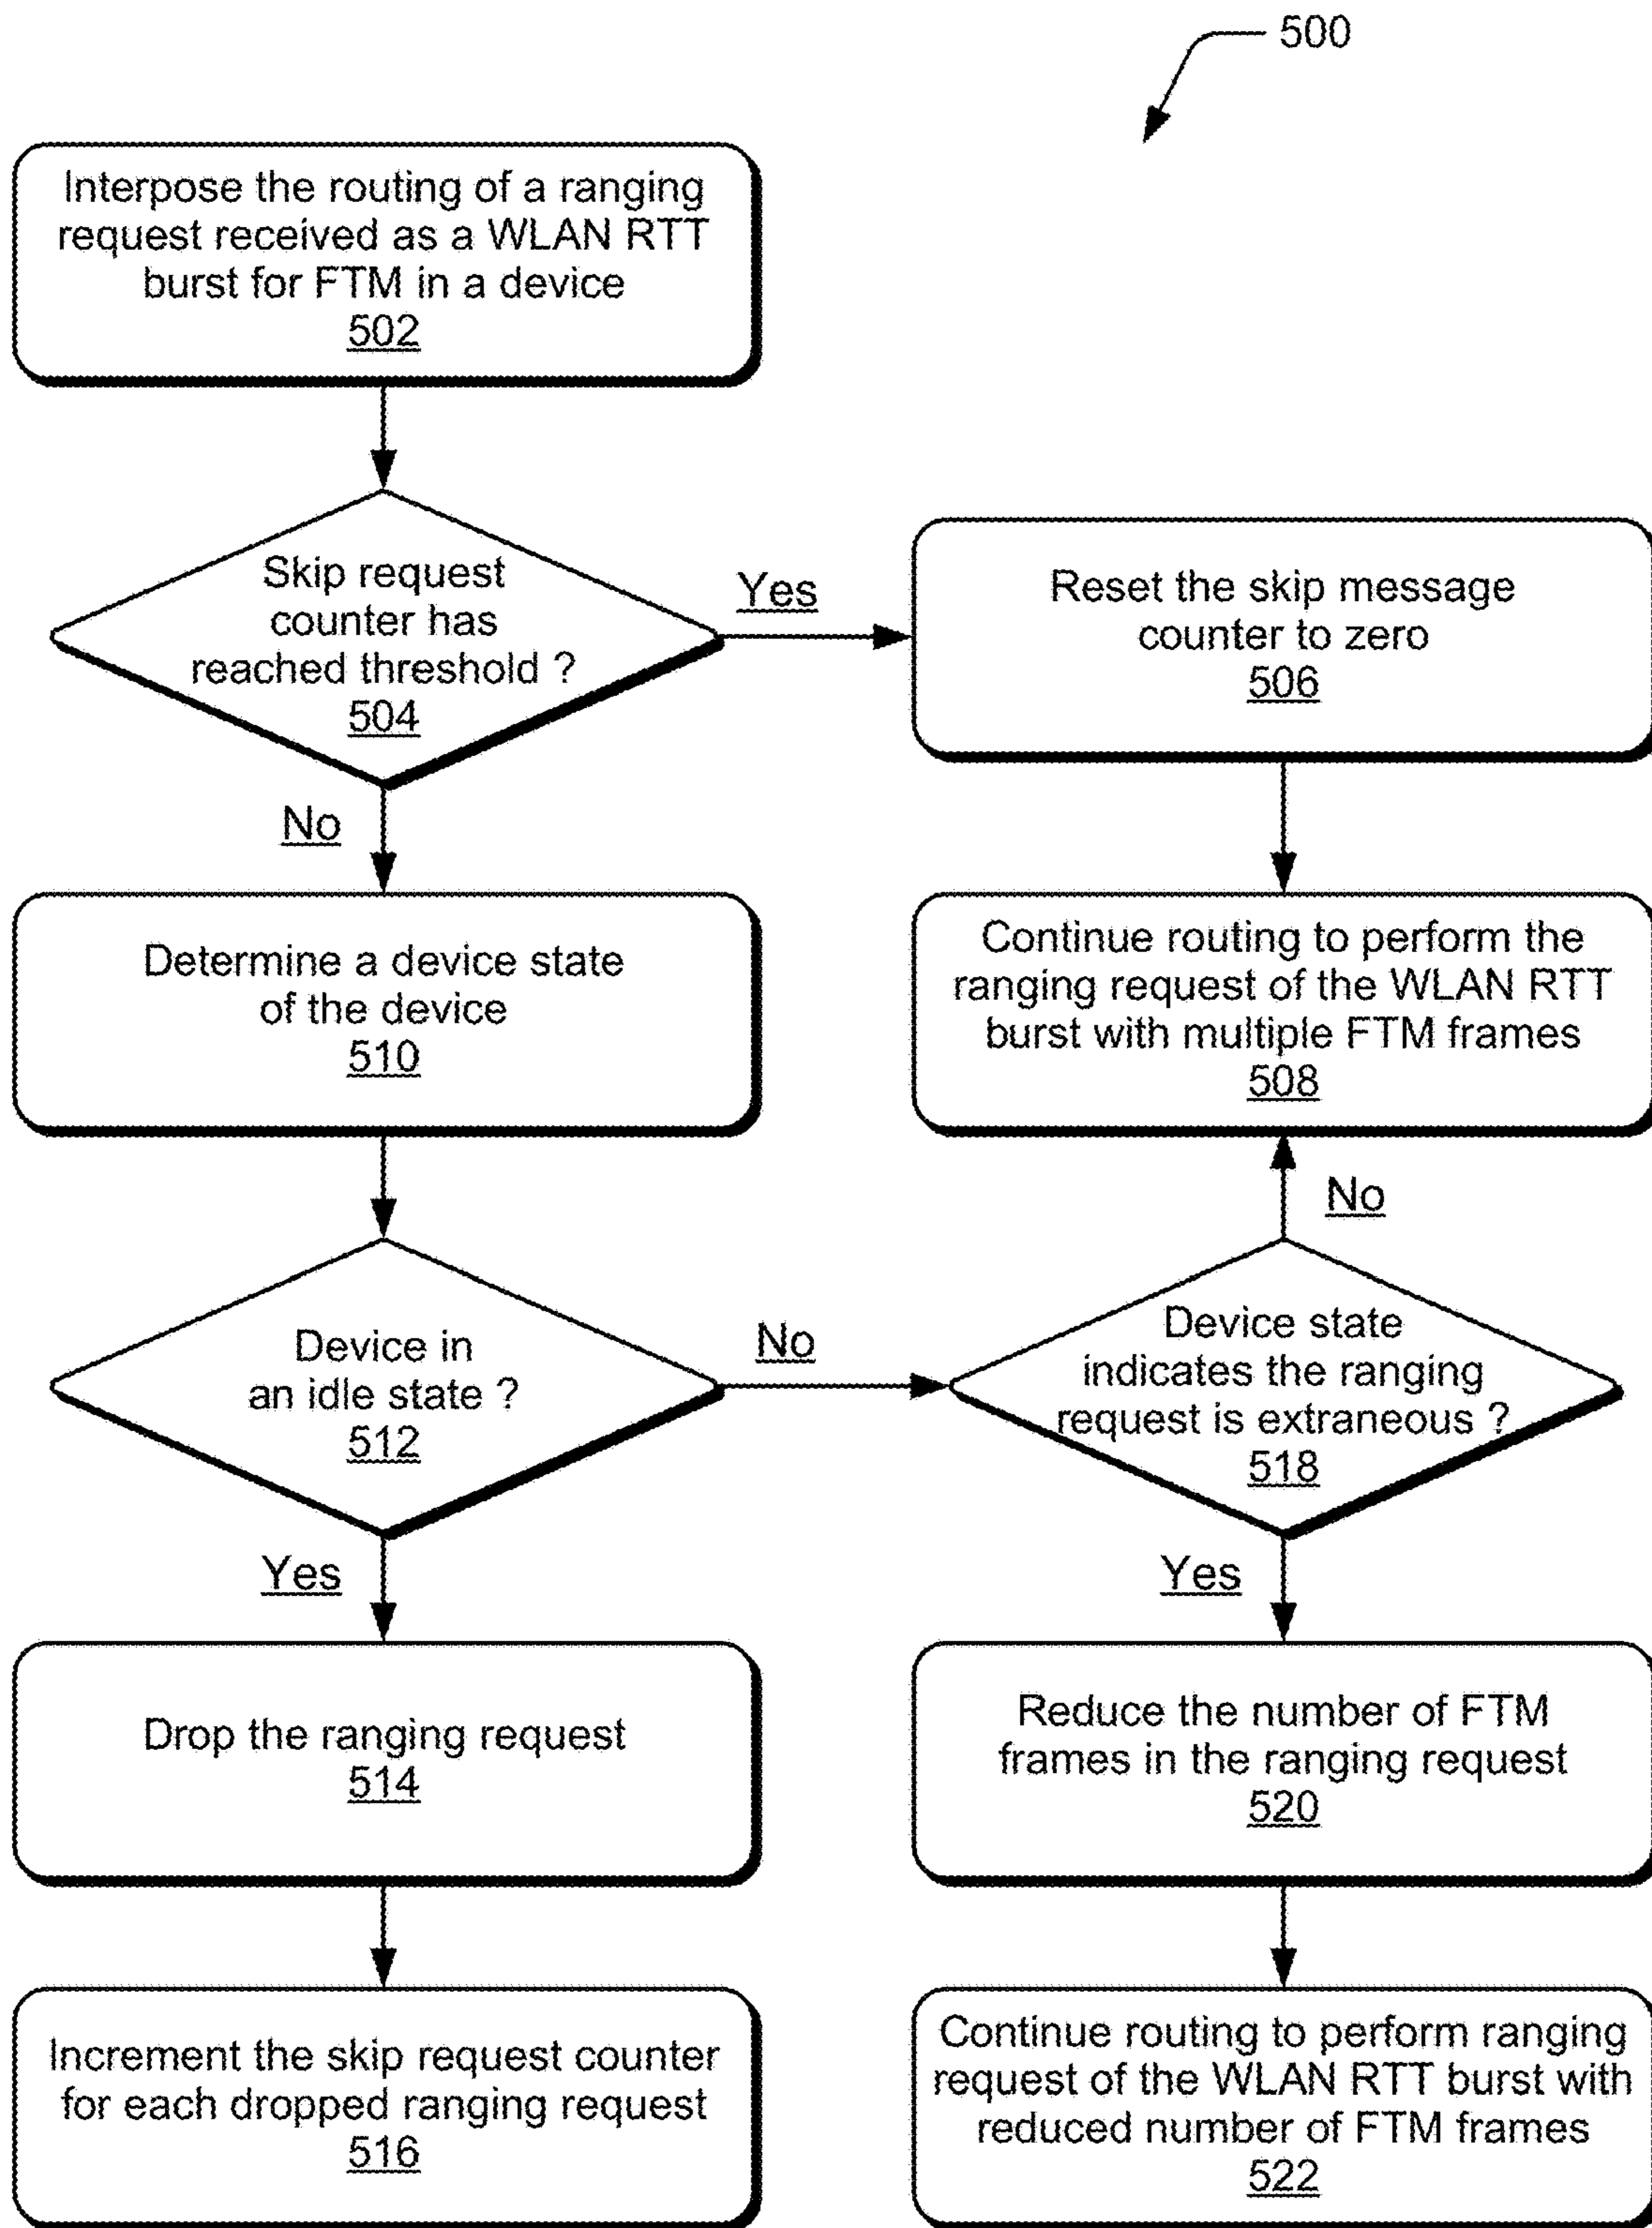 500
Interpose the routing of a ranging
request received as a WLAN RTT
burst for FTM in a device
502
Skip request
counter has
reached threshold ?
504
Yes
Reset the skip message
counter to zero
506
No
Determine a device state
of the device
510
Continue routing to perform the
ranging request of the WLAN RTT
burst with multiple FTM frames
508
No
Device in
an idle state ?
512
No
Device state
indicates the ranging
request is extraneous ?
518
Yes
Yes
Drop the ranging request
514
Reduce the number of FTM
frames in the ranging request
520
Increment the skip request counter
for each dropped ranging request
516
Continue routing to perform ranging
request of the WLAN RTT burst with
reduced number of FTM frames
522